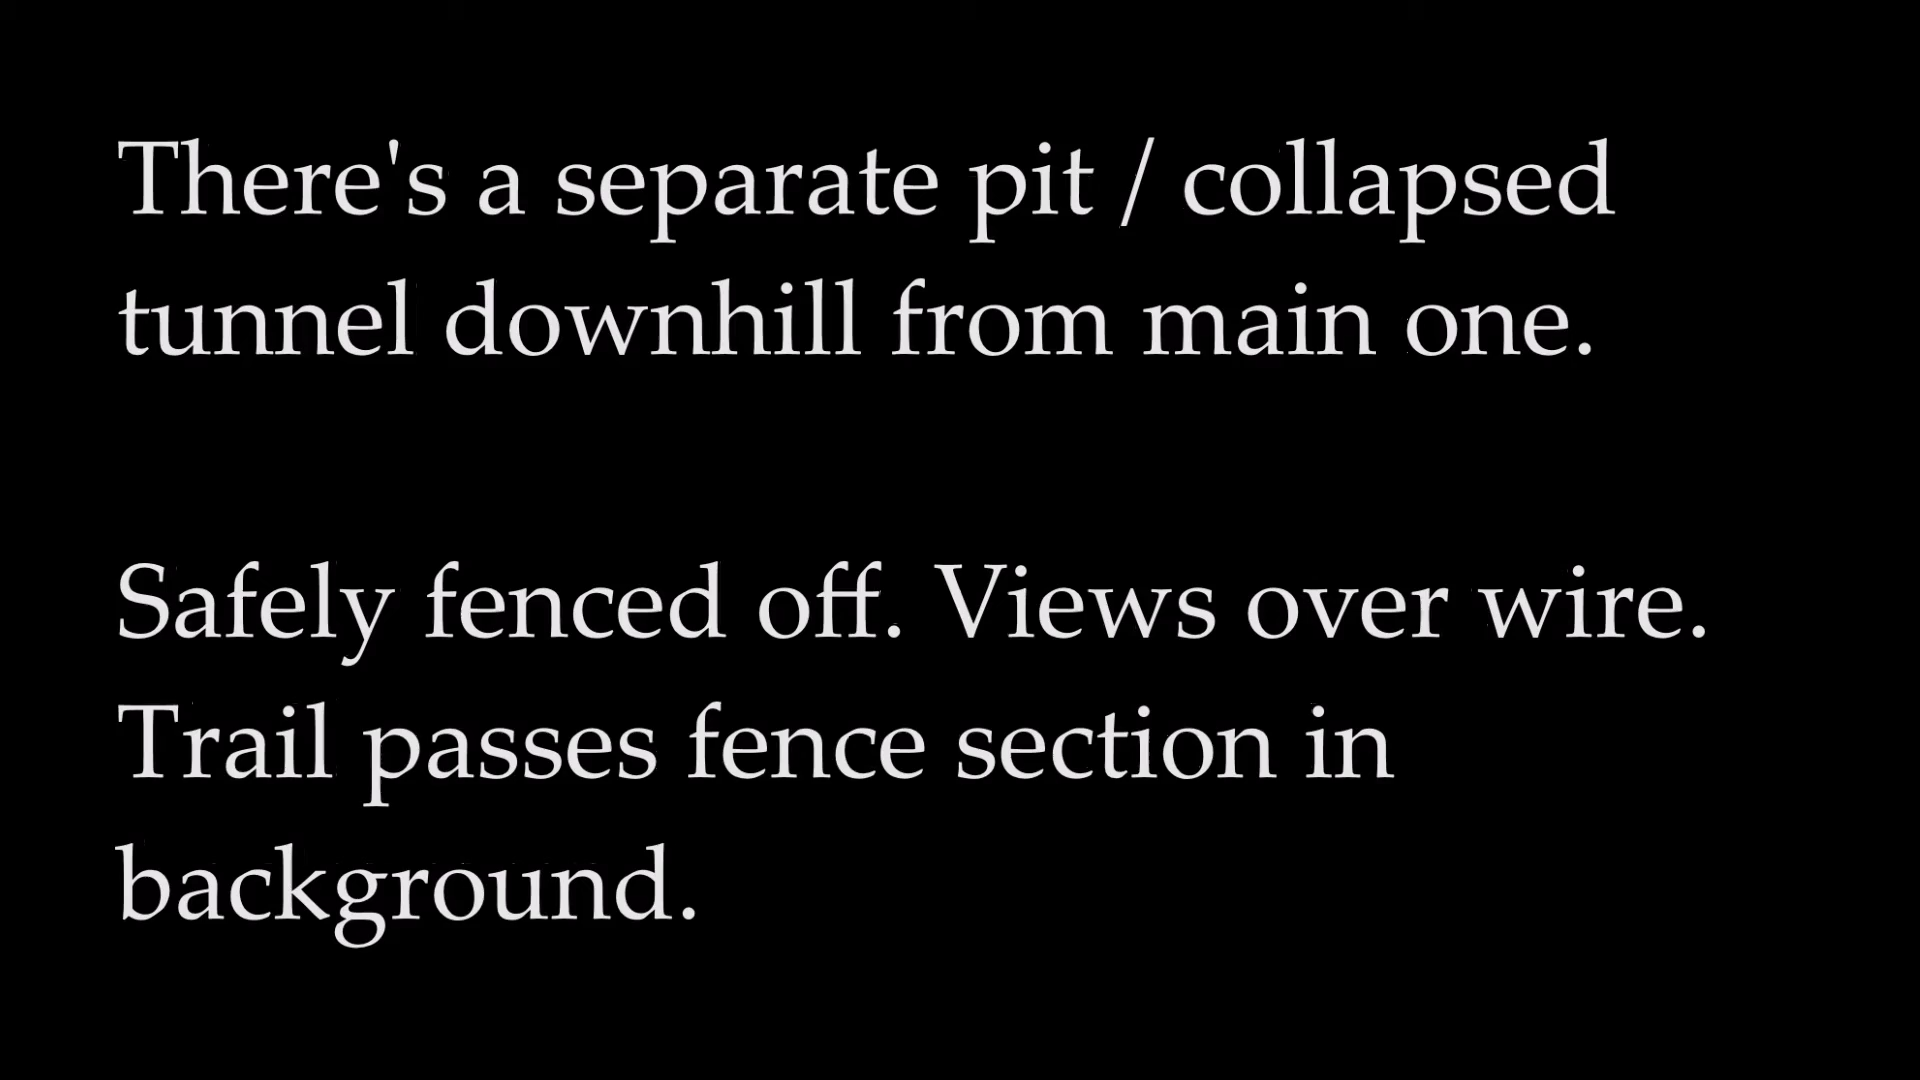 There's a separate pit / collapsed
tunnel downhill from main one.
Safely fenced off. Views over wire.
Trail passes fence section in
background.